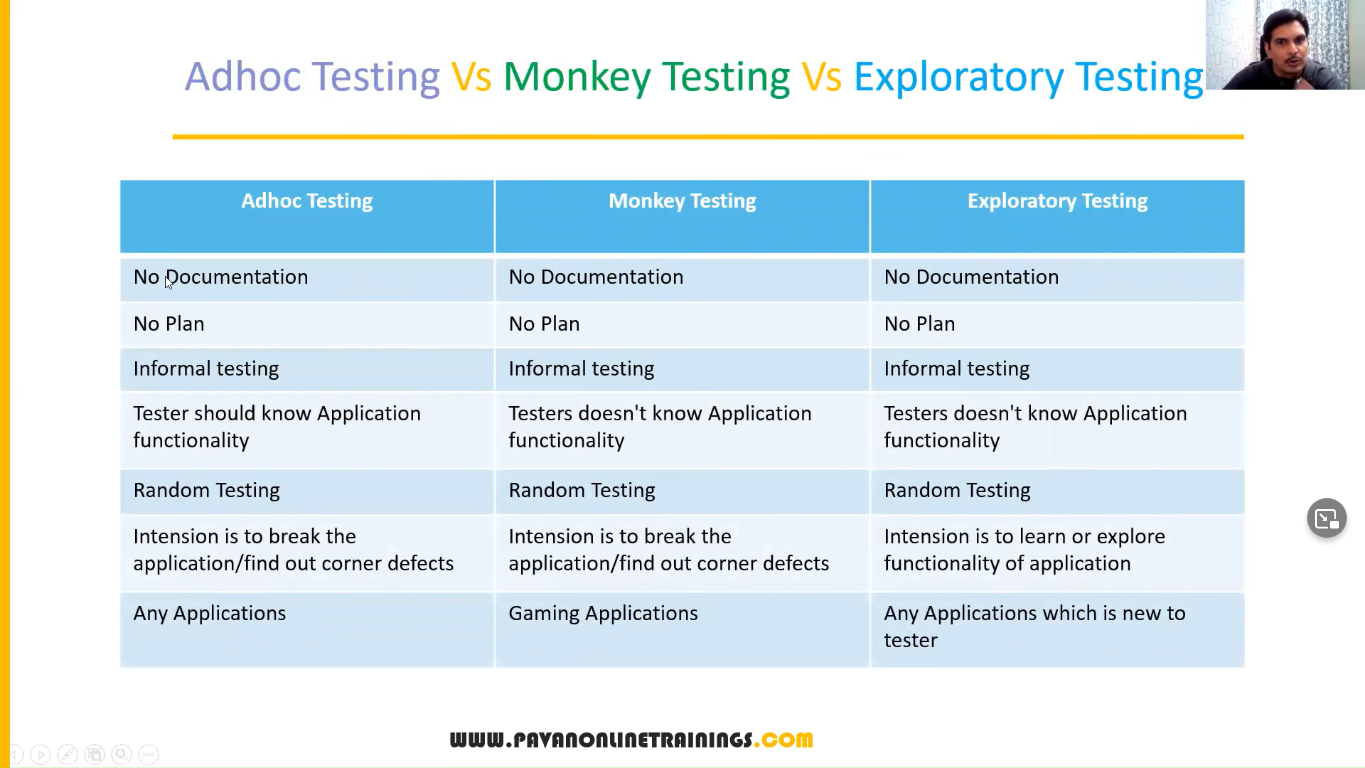 Adhoc Testing Vs Monkey Testing Vs Exploratory Testing
Adhoc Testing
Monkey Testing
Exploratory Testing
No Documentation
No Documentation
No Documentation
No Plan
No Plan
No Plan
Informal testing
Informal testing
Informal testing
Tester should know Application
functionality
Testers doesn't know Application
functionality
Testers doesn't know Application
functionality
Random Testing
Random Testing
Random Testing
Intension is to break the
application/find out corner defects
Intension is to break the
application/find out corner defects
Intension is to learn or explore
functionality of application
Any Applications
Gaming Applications
Any Applications which is new to
tester
WWW.PAVANONLINETRAININGS.COM